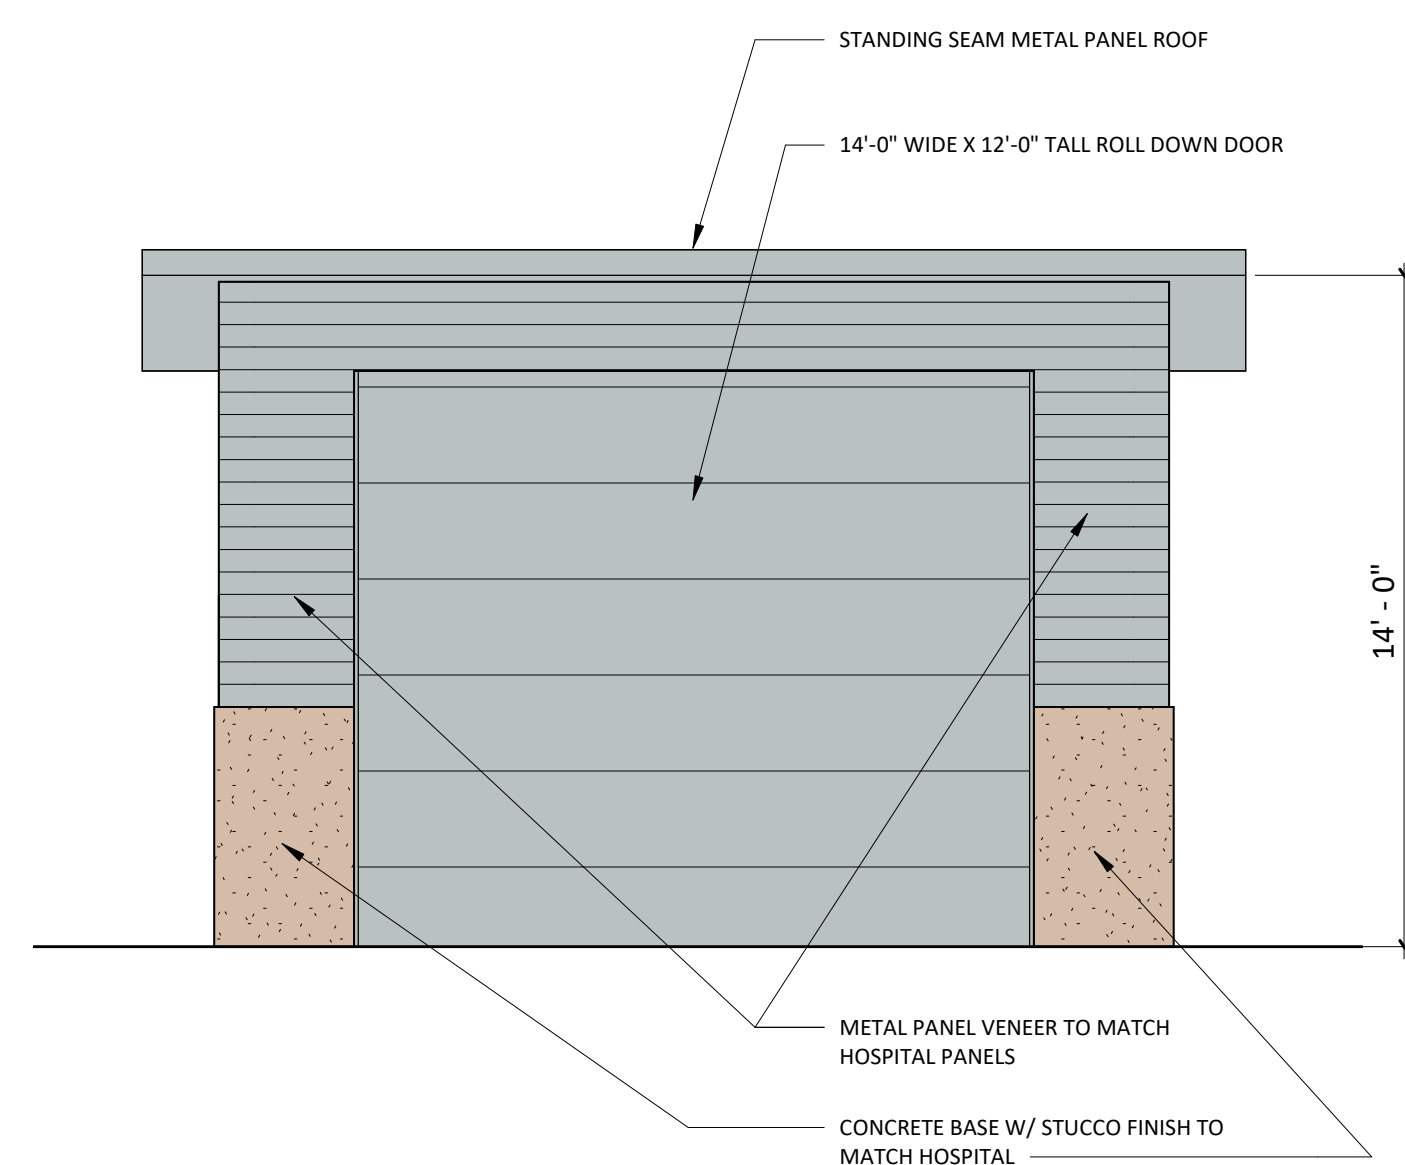 STANDING SEAM METAL PANEL ROOF
14'-0" WIDE X 12'-0" TALL ROLL DOWN DOOR
14' - 0"
METAL PANEL VENEER TO MATCH
HOSPITAL PANELS
CONCRETE BASE W/ STUCCO FINISH TO
MATCH HOSPITAL